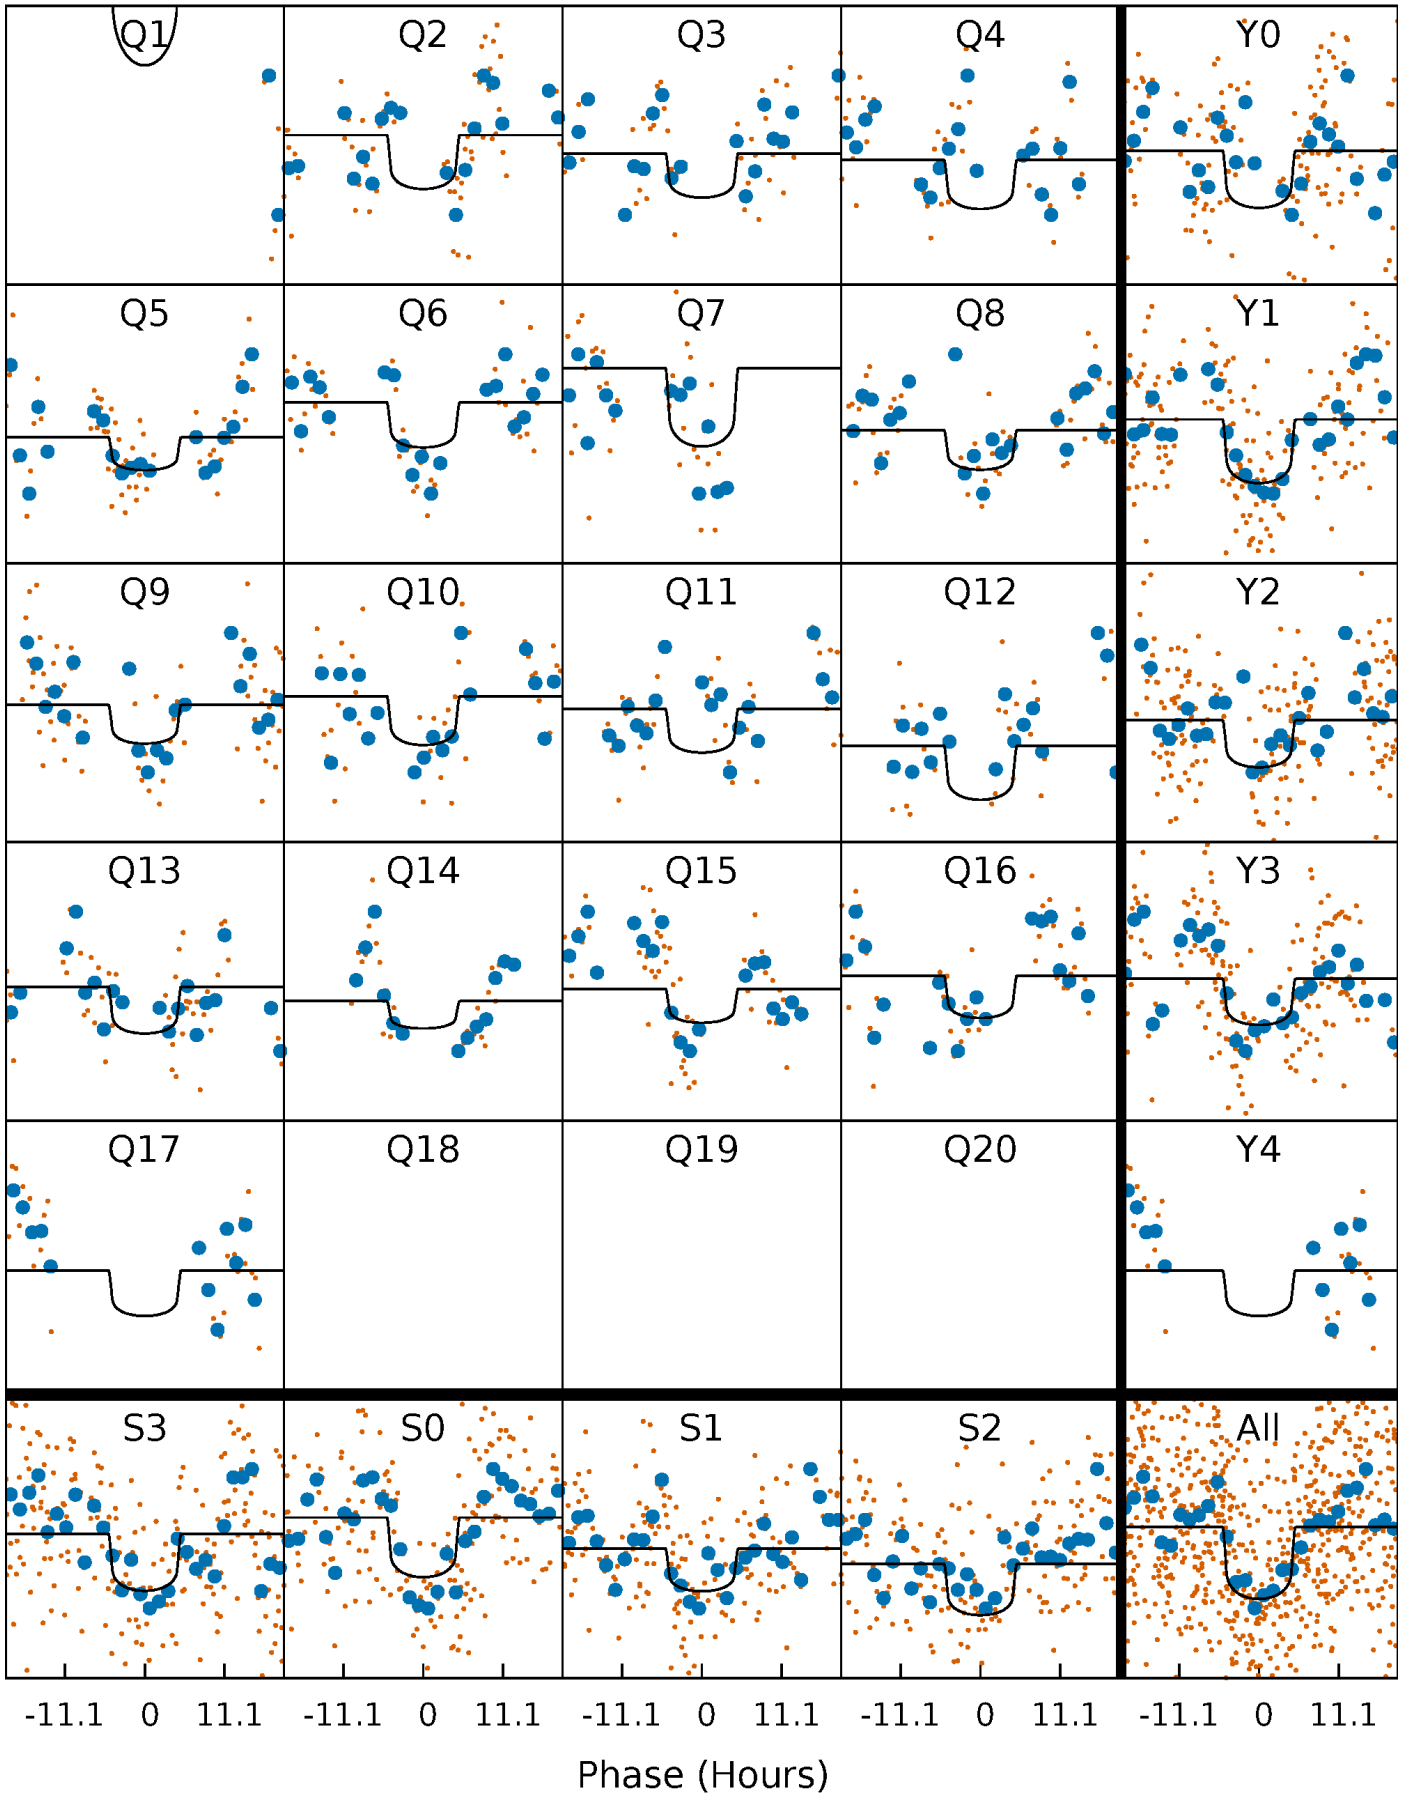 Q1 Q2 Q3 Q4 Y0
Q5 Q6 Q7 Q8 Y1
Q9 Q10 Q11 Q12 Y2
Q13 Q14 Q15 Q16 Y3
Q17 Q18 Q19 Q20 Y4
S3 S0 S1 S2 All
-11.1 0 11.1 -11.1 0 11.1 -11.1 0 11.1 -11.1 0 11.1 -11.1 0 11.1
Phase (Hours)